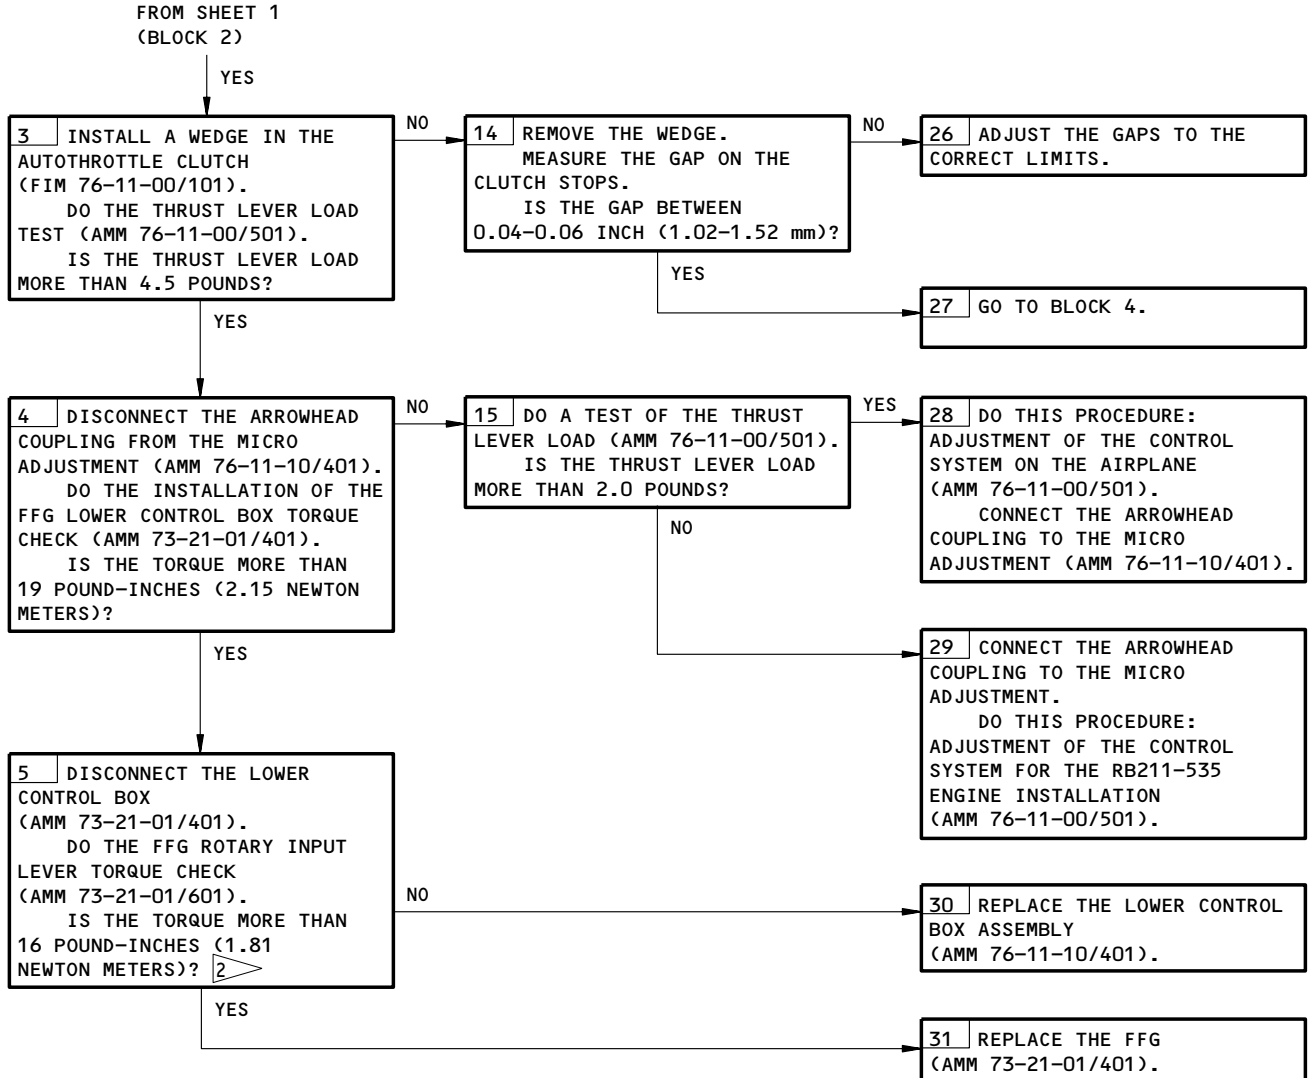 FROM SHEET 1
(BLOCK 2)
YES
3 INSTALL A WEDGE IN THE
AUTOTHROTTLE CLUTCH
(FIM 76-11-00/101).
DO THE THRUST LEVER LOAD
TEST (AMM 76-11-00/501).
IS THE THRUST LEVER LOAD
MORE THAN 4.5 POUNDS?
NO
14 REMOVE THE WEDGE.
MEASURE THE GAP ON THE
CLUTCH STOPS.
IS THE GAP BETWEEN
0.04-0.06 INCH (1.02-1.52 mm)?
NO
26 ADJUST THE GAPS TO THE
CORRECT LIMITS.
YES
27 GO TO BLOCK 4.
YES
4 DISCONNECT THE ARROWHEAD
COUPLING FROM THE MICRO
ADJUSTMENT (AMM 76-11-10/401).
DO THE INSTALLATION OF THE
FFG LOWER CONTROL BOX TORQUE
CHECK (AMM 73-21-01/401).
IS THE TORQUE MORE THAN
19 POUND-INCHES (2.15 NEWTON
METERS)?
NO
15 DO A TEST OF THE THRUST
LEVER LOAD (AMM 76-11-00/501).
IS THE THRUST LEVER LOAD
MORE THAN 2.0 POUNDS?
YES
28 DO THIS PROCEDURE:
ADJUSTMENT OF THE CONTROL
SYSTEM ON THE AIRPLANE
(AMM 76-11-00/501).
CONNECT THE ARROWHEAD
COUPLING TO THE MICRO
ADJUSTMENT (AMM 76-11-10/401).
NO
29 CONNECT THE ARROWHEAD
COUPLING TO THE MICRO
ADJUSTMENT.
DO THIS PROCEDURE:
ADJUSTMENT OF THE CONTROL
SYSTEM FOR THE RB211-535
ENGINE INSTALLATION
(AMM 76-11-00/501).
YES
5 DISCONNECT THE LOWER
CONTROL BOX
(AMM 73-21-01/401).
DO THE FFG ROTARY INPUT
LEVER TORQUE CHECK
(AMM 73-21-01/601).
IS THE TORQUE MORE THAN
16 POUND-INCHES (1.81
NEWTON METERS)? 2
NO
30 REPLACE THE LOWER CONTROL
BOX ASSEMBLY
(AMM 76-11-10/401).
YES
31 REPLACE THE FFG
(AMM 73-21-01/401).